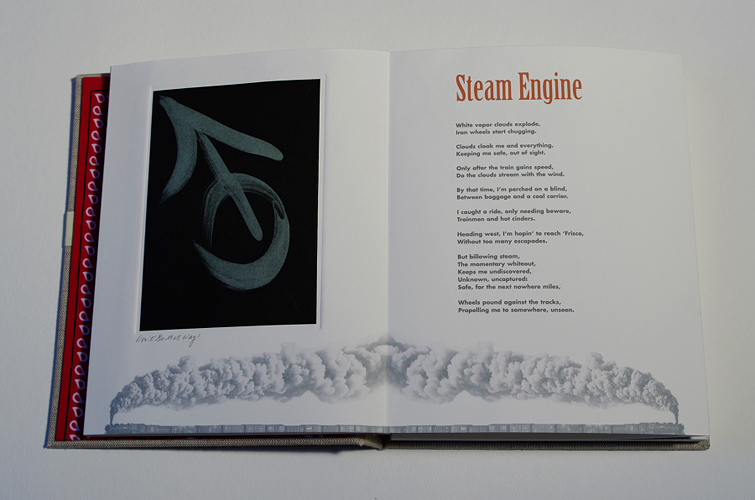 Steam Engine
White vapor clouds explode,
Iron wheels start chugging.
Clouds cloak me and everything,
Keeping me safe, out of sight.
Only after the train gains speed,
Do the clouds stream with the wind.
By that time, I'm perched on a blind,
Between baggage and a coal carrier.
I caught a ride, only needing beware,
Trainmen and hot cinders.
Heading west, I'm hopin' to reach 'Frisco,
Without too many escapades.
But billowing steam,
The momentary whiteout,
Keeps me undiscovered,
Unknown, uncaptured:
Safe, for the next nowhere miles,
Wheels pound against the tracks,
Propelling me to somewhere, unseen.